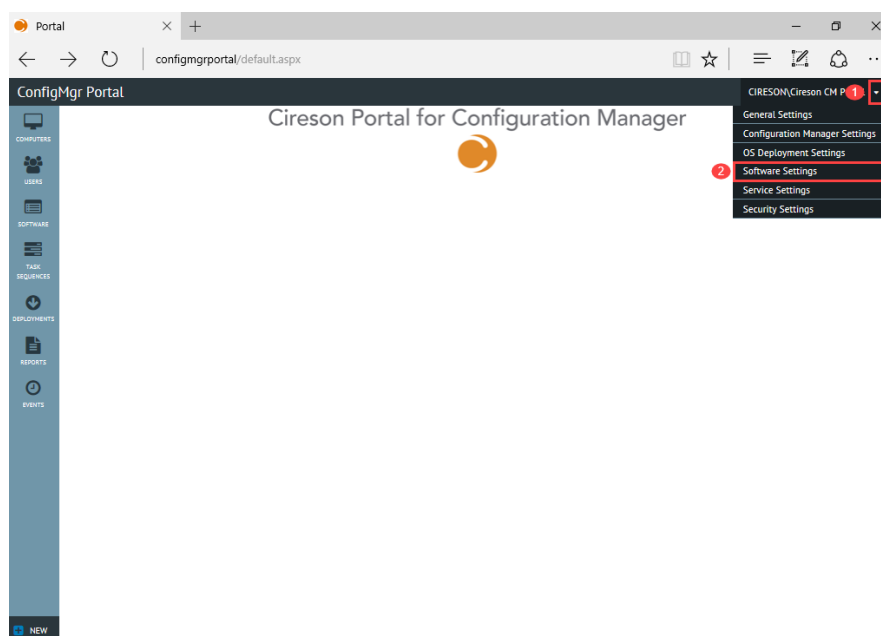 Portal
configmgrportal/default.aspx
ConfigMgr Portal
CIRESON\Cireson CM P
1
Cireson Portal for Configuration Manager
General Settings
Configuration Manager Settings
OS Deployment Settings
2
Software Settings
Service Settings
Security Settings
COMPUTERS
USERS
SOFTWARE
TASK
SEQUENCES
DEPLOYMENTS
REPORTS
EVENTS
NEW